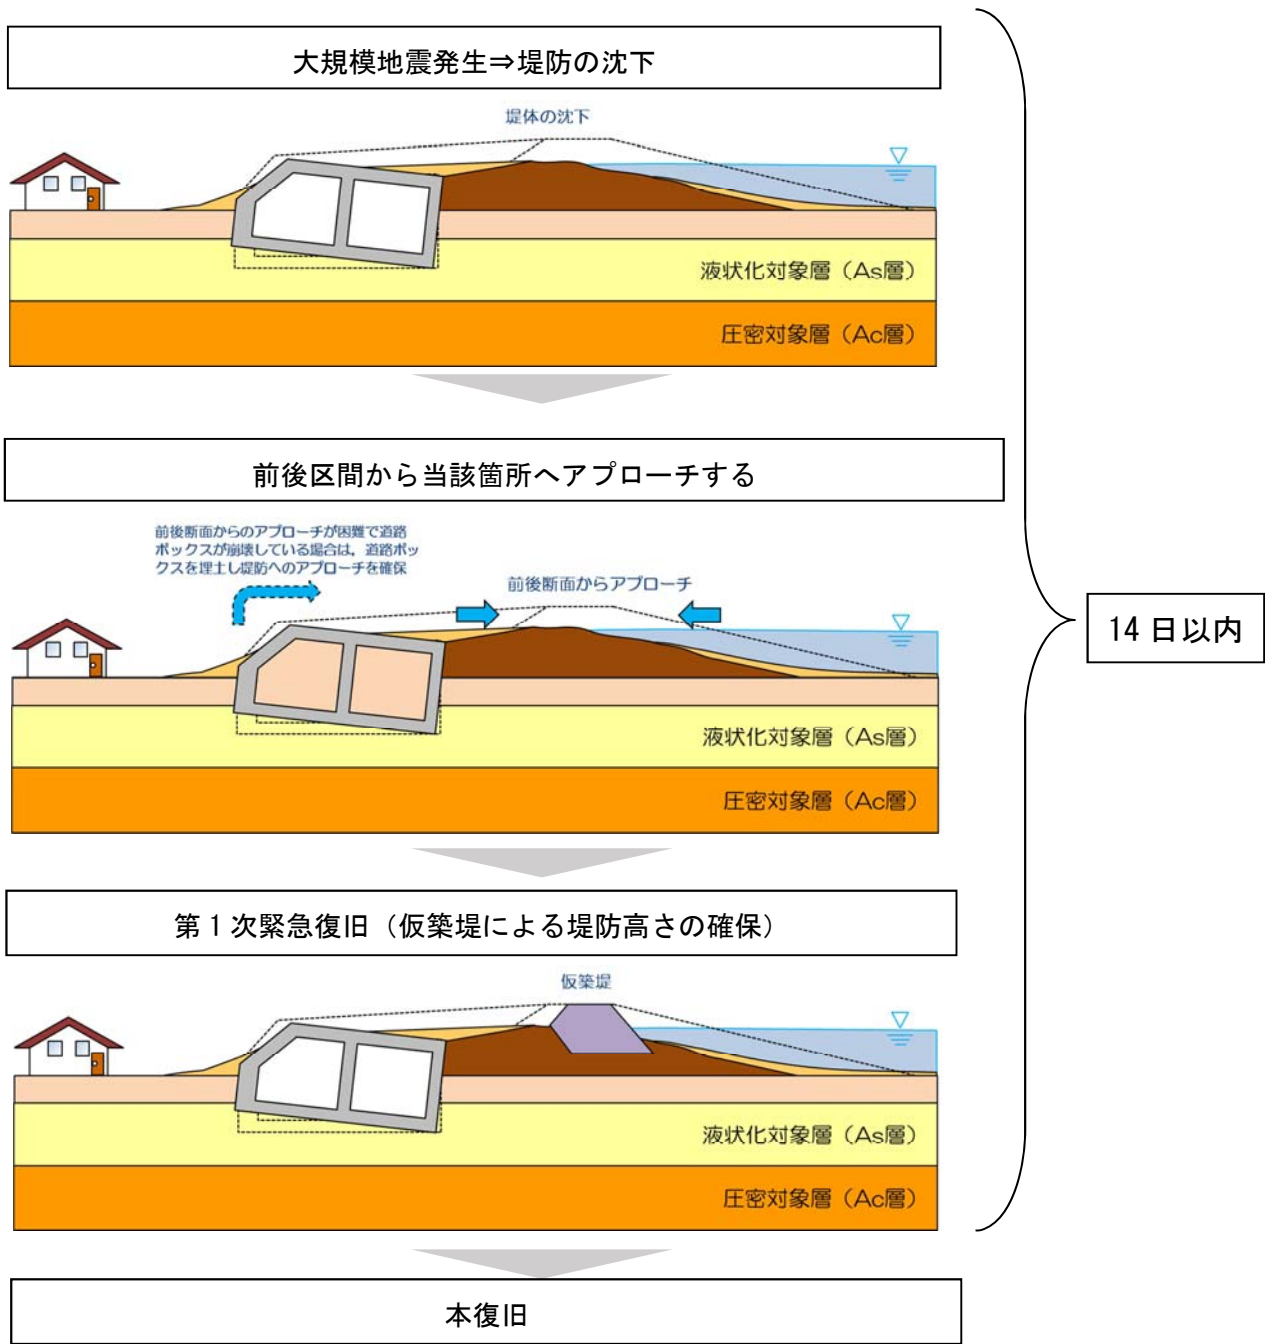 大規模地震発生⇒堤防の沈下
堤体の沈下
液状化対象層（As層）
圧密対象層（Ac層）
前後区間から当該箇所へアプローチする
前後断面からのアプローチが困難で道路
ボックスが崩壊している場合は，道路ボッ
クスを埋土し堤防へのアプローチを確保
前後断面からアプローチ
液状化対象層（As層）
圧密対象層（Ac層）
14 日以内
第 1 次緊急復旧（仮築堤による堤防高さの確保）
仮築堤
液状化対象層（As層）
圧密対象層（Ac層）
本復旧